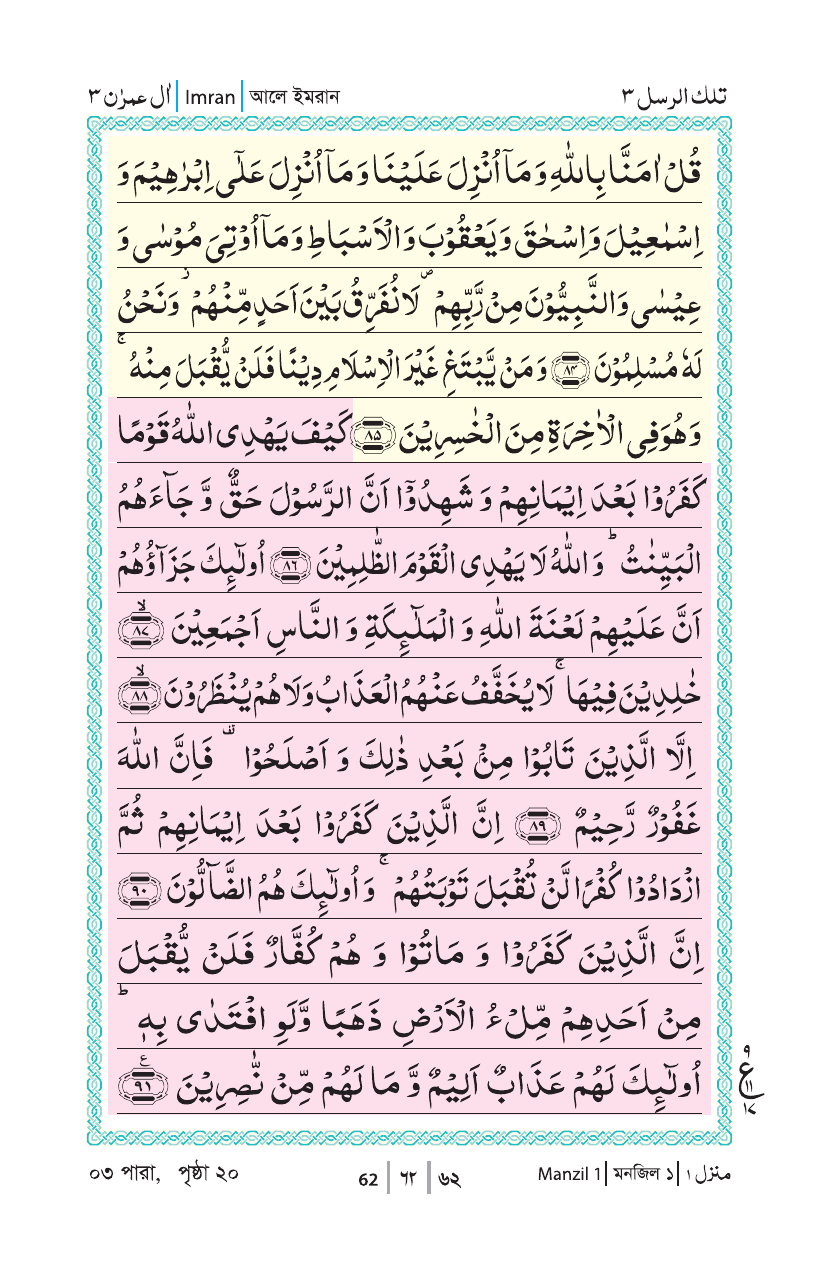 اٰل عمرٰن ٣ | Imran | আলে ইমরান تلك الرسل ٣
قُلْ اٰمَنَّا بِاللّٰهِ وَ مَاۤ اُنْزِلَ عَلَيْنَا وَ مَاۤ اُنْزِلَ عَلٰۤى اِبْرٰهِيْمَ وَ
اِسْمٰعِيْلَ وَ اِسْحٰقَ وَ يَعْقُوْبَ وَ الْاَسْبَاطِ وَ مَاۤ اُوْتِيَ مُوْسٰى وَ
عِيْسٰى وَ النَّبِيُّوْنَ مِنْ رَّبِّهِمْ ۪ لَا نُفَرِّقُ بَيْنَ اَحَدٍ مِّنْهُمْ ؗ وَ نَحْنُ
لَهٗ مُسْلِمُوْنَ ﴿٨٤﴾ وَ مَنْ يَّبْتَغِ غَيْرَ الْاِسْلَامِ دِيْنًا فَلَنْ يُّقْبَلَ مِنْهُ ۚ
وَ هُوَ فِي الْاٰخِرَةِ مِنَ الْخٰسِرِيْنَ ﴿٨٥﴾ كَيْفَ يَهْدِى اللّٰهُ قَوْمًا
كَفَرُوْا بَعْدَ اِيْمَانِهِمْ وَ شَهِدُوْۤا اَنَّ الرَّسُوْلَ حَقٌّ وَّ جَآءَهُمُ
الْبَيِّنٰتُ ؕ وَ اللّٰهُ لَا يَهْدِى الْقَوْمَ الظّٰلِمِيْنَ ﴿٨٦﴾ اُولٰٓئِكَ جَزَآؤُهُمْ
اَنَّ عَلَيْهِمْ لَعْنَةَ اللّٰهِ وَ الْمَلٰٓئِكَةِ وَ النَّاسِ اَجْمَعِيْنَ ﴿٨٧﴾ ۙ
خٰلِدِيْنَ فِيْهَا ۚ لَا يُخَفَّفُ عَنْهُمُ الْعَذَابُ وَ لَا هُمْ يُنْظَرُوْنَ ﴿٨٨﴾ ۙ
اِلَّا الَّذِيْنَ تَابُوْا مِنْۢ بَعْدِ ذٰلِكَ وَ اَصْلَحُوْا ۟ قف فَاِنَّ اللّٰهَ
غَفُوْرٌ رَّحِيْمٌ ﴿٨٩﴾ اِنَّ الَّذِيْنَ كَفَرُوْا بَعْدَ اِيْمَانِهِمْ ثُمَّ
ازْدَادُوْا كُفْرًا لَّنْ تُقْبَلَ تَوْبَتُهُمْ ۚ وَ اُولٰٓئِكَ هُمُ الضَّآلُّوْنَ ﴿٩٠﴾
اِنَّ الَّذِيْنَ كَفَرُوْا وَ مَاتُوْا وَ هُمْ كُفَّارٌ فَلَنْ يُّقْبَلَ
مِنْ اَحَدِهِمْ مِّلْءُ الْاَرْضِ ذَهَبًا وَّ لَوِ افْتَدٰى بِهٖ ؕ
اُولٰٓئِكَ لَهُمْ عَذَابٌ اَلِيْمٌ وَّ مَا لَهُمْ مِّنْ نّٰصِرِيْنَ ﴿٩١﴾ ع
٩
ع ١١
١٧
০৩ পারা, পৃষ্ঠা ২০ 62 | ٦٢ | ৬২ Manzil 1 | মনজিল ১ | منزل ١